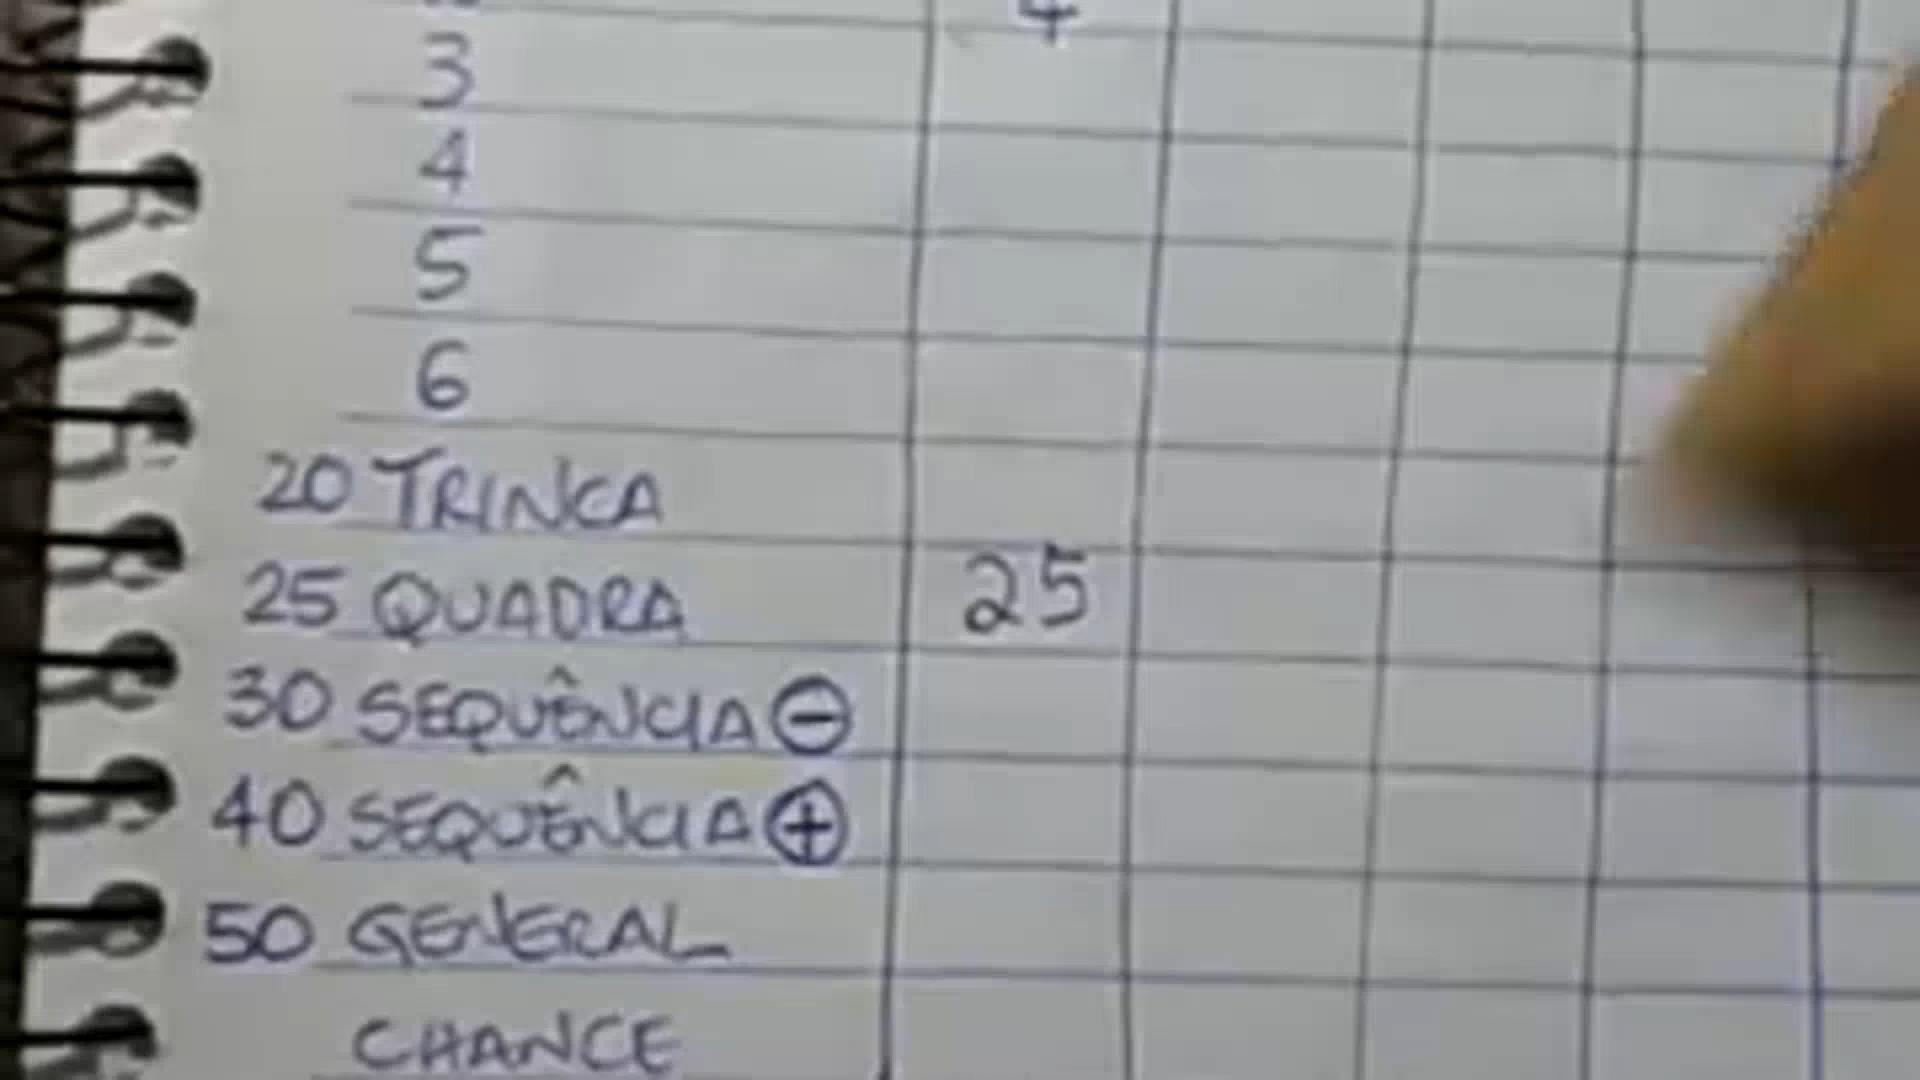 4
3
4
5
6
20 TRINCA
25 QUADRA 25
30 SEQUÊNCIA ⊖
40 SEQUÊNCIA ⊕
50 GENERAL
CHANCE